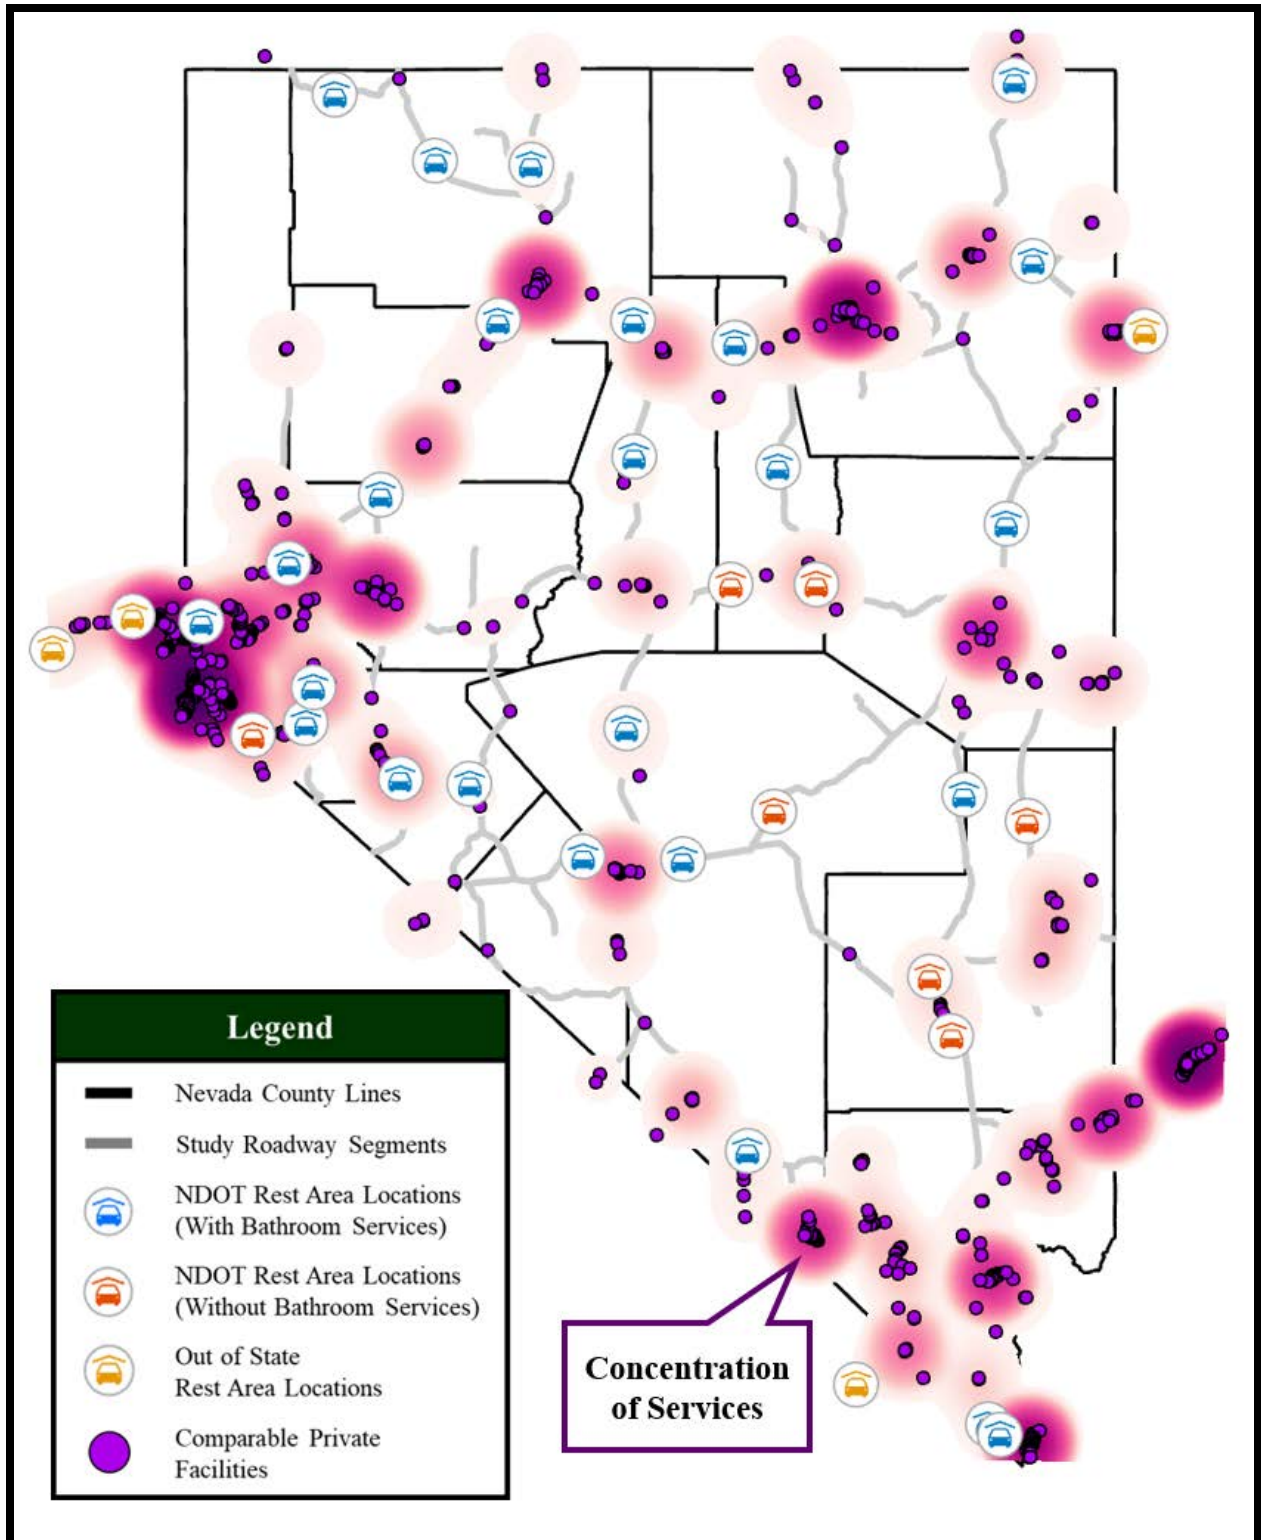 Legend
Nevada County Lines
Study Roadway Segments
NDOT Rest Area Locations
(With Bathroom Services)
NDOT Rest Area Locations
(Without Bathroom Services)
Out of State
Rest Area Locations
Comparable Private
Facilities
Concentration
of Services